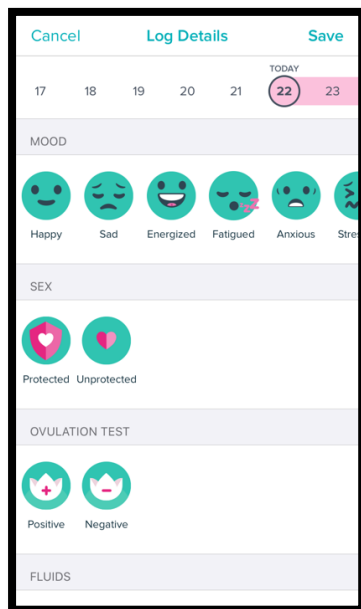 Cancel Log Details Save
TODAY
17 18 19 20 21 22 23
MOOD
Happy Sad Energized Fatigued Anxious Stre
SEX
Protected Unprotected
OVULATION TEST
Positive Negative
FLUIDS